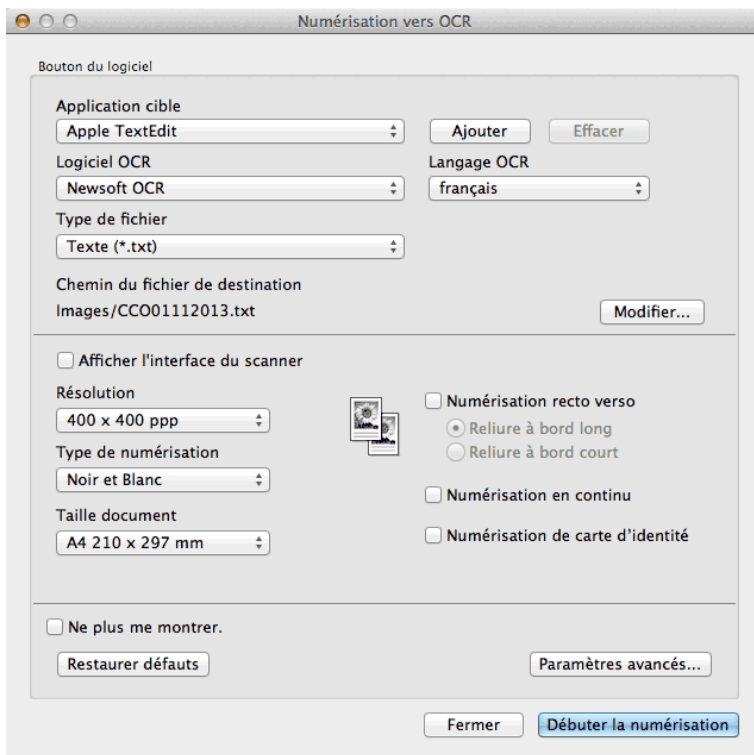 Numérisation vers OCR
Bouton du logiciel
Application cible
Apple TextEdit
Ajouter
Effacer
Logiciel OCR
Langage OCR
Newsoft OCR
français
Type de fichier
Texte (*.txt)
Chemin du fichier de destination
Images/CCO01112013.txt
Modifier...
Afficher l'interface du scanner
Résolution
400 x 400 ppp
Type de numérisation
Noir et Blanc
Taille document
A4 210 x 297 mm
Numérisation recto verso
Reliure à bord long
Reliure à bord court
Numérisation en continu
Numérisation de carte d'identité
Ne plus me montrer.
Restaurer défauts
Paramètres avancés...
Fermer
Débuter la numérisation